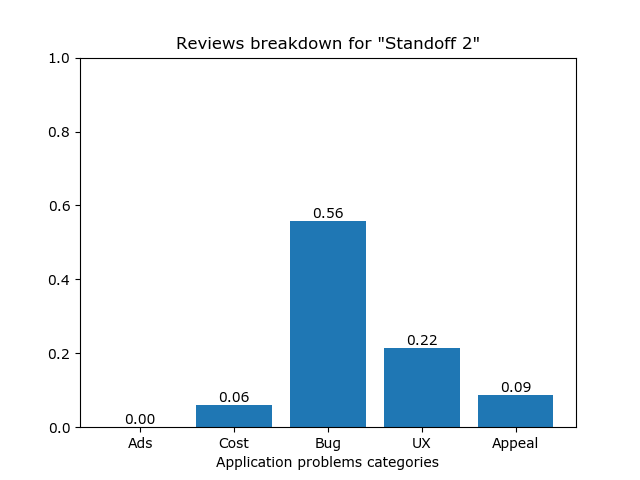 Reviews breakdown for "Standoff 2"
1.0
0.8
0.6
0.4
0.2
0.0
0.00
0.06
0.56
0.22
0.09
Ads
Cost
Bug
UX
Appeal
Application problems categories